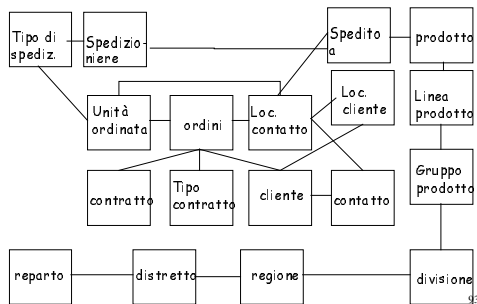 Tipo di
spediz.
Spedizio-
niere
Spedito
a
prodotto
Unità
ordinata
ordini
Loc.
contatto
Loc.
cliente
Linea
prodotto
contratto
Tipo
contratto
cliente
contatto
Gruppo
prodotto
reparto
distretto
regione
divisione